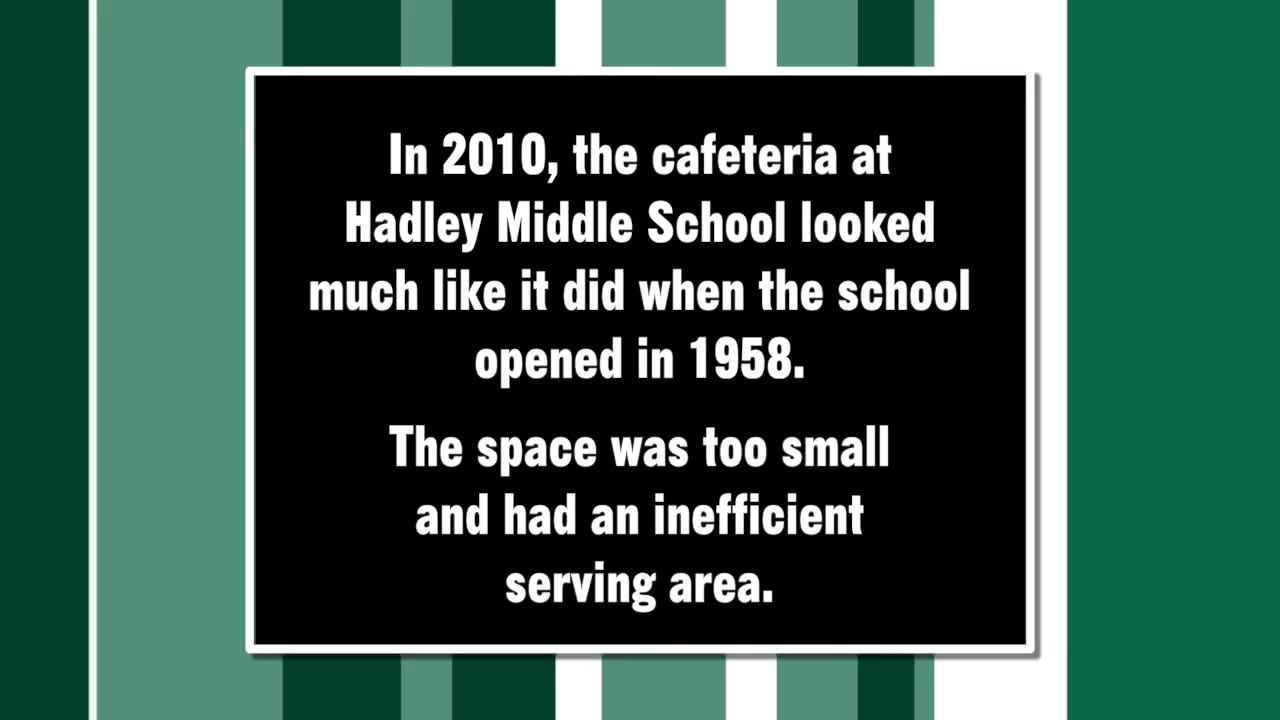 In 2010, the cafeteria at
Hadley Middle School looked
much like it did when the school
opened in 1958.
The space was too small
and had an inefficient
serving area.